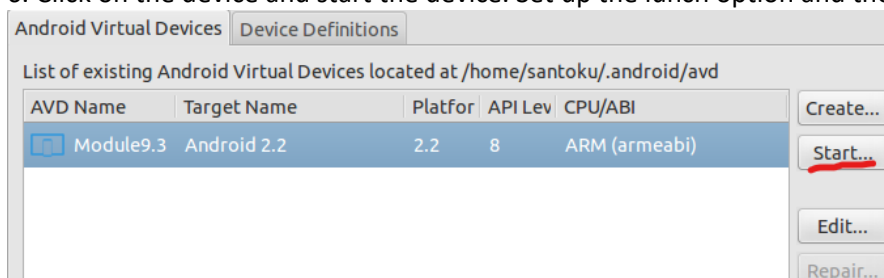 Android Virtual Devices Device Definitions
List of existing Android Virtual Devices located at /home/santoku/.android/avd
AVD Name Target Name Platfor API Lev CPU/ABI
Create...
Module9.3 Android 2.2 2.2 8 ARM (armeabi)
Start...
Edit...
Repair...